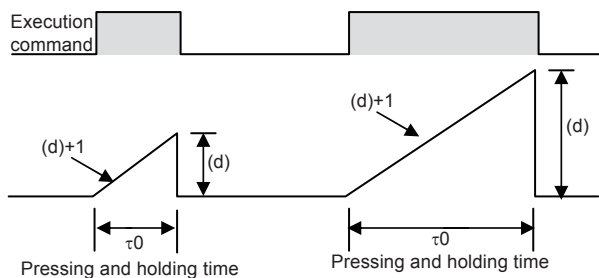 Execution
command
(d)+1
(d)
(d)+1
(d)
τ0
τ0
Pressing and holding time
Pressing and holding time